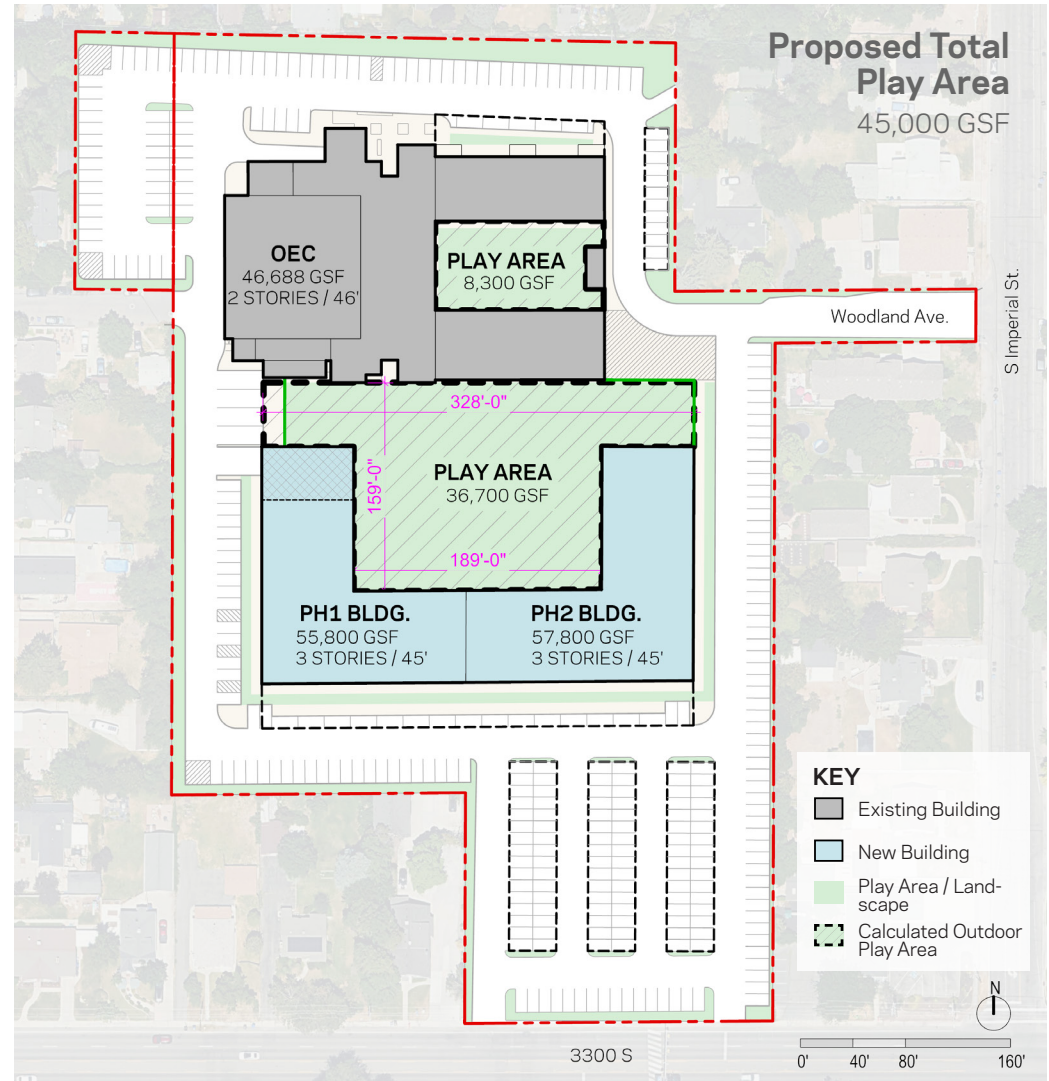 Proposed Total
Play Area
45,000 GSF
OEC
46,688 GSF
2 STORIES / 46'
PLAY AREA
8,300 GSF
Woodland Ave.
S Imperial St.
328'-0"
159'-0"
PLAY AREA
36,700 GSF
189'-0"
PH1 BLDG.
55,800 GSF
3 STORIES / 45'
PH2 BLDG.
57,800 GSF
3 STORIES / 45'
KEY
Existing Building
New Building
Play Area / Land-
scape
Calculated Outdoor
Play Area
N
3300 S
0' 40' 80' 160'